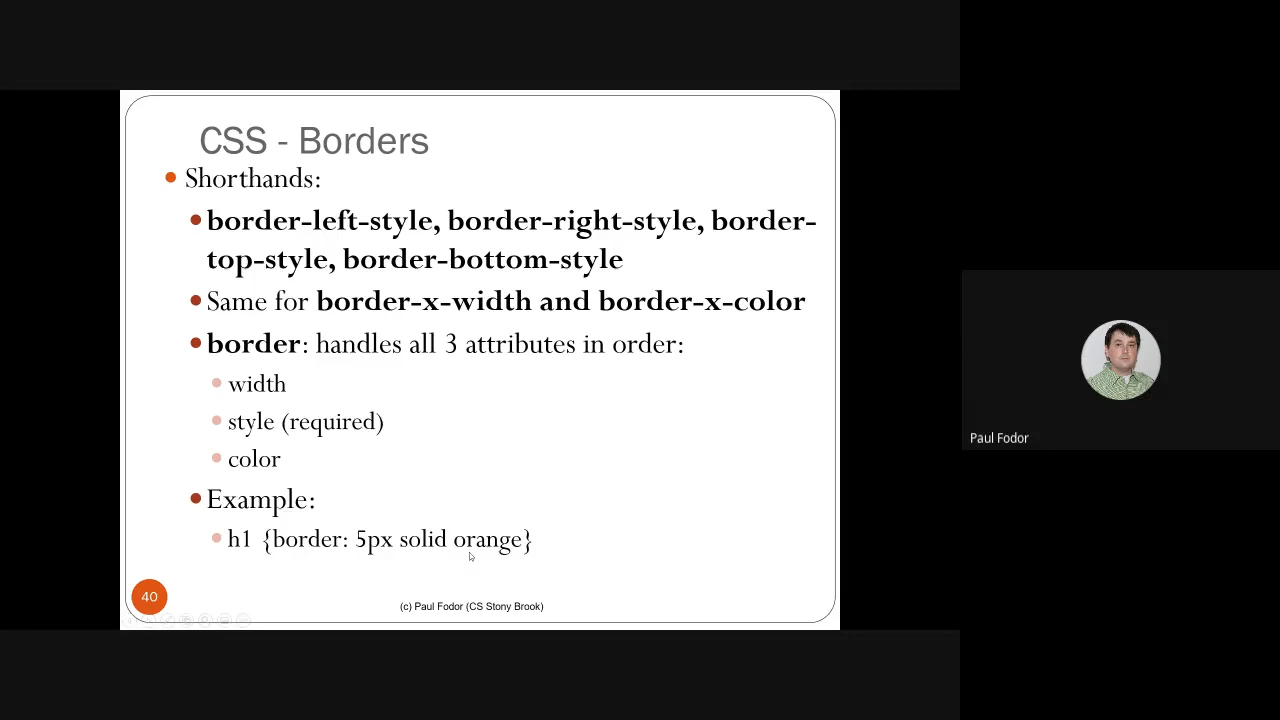 CSS - Borders
Shorthands:
border-left-style, border-right-style, border-
top-style, border-bottom-style
Same for border-x-width and border-x-color
border: handles all 3 attributes in order:
width
style (required)
color
Example:
h1 {border: 5px solid orange}
40
(c) Paul Fodor (CS Stony Brook)
Paul Fodor